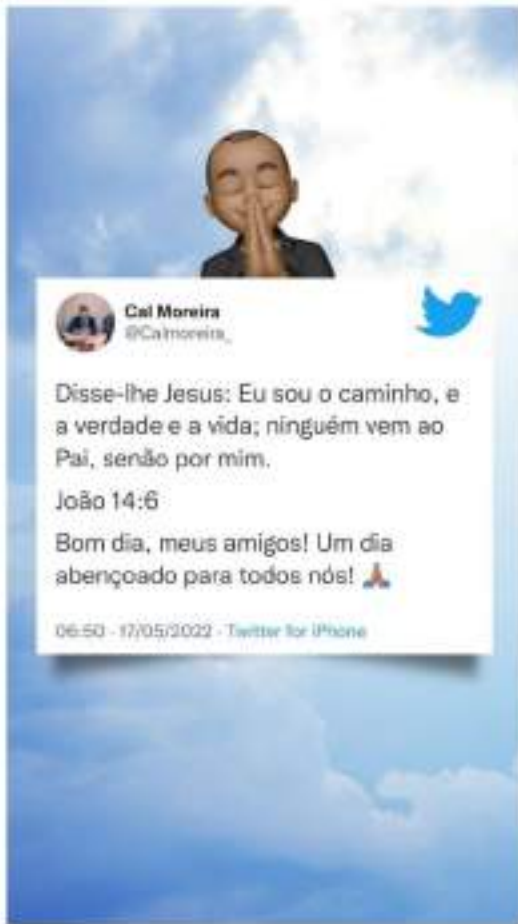 Cal Moreira
@Calmoreira_
Disse-lhe Jesus: Eu sou o caminho, e
a verdade e a vida; ninguém vem ao
Pai, senão por mim.
João 14:6
Bom dia, meus amigos! Um dia
abençoado para todos nós! 🙏🏽
06:50 - 17/05/2022 - Twitter for iPhone